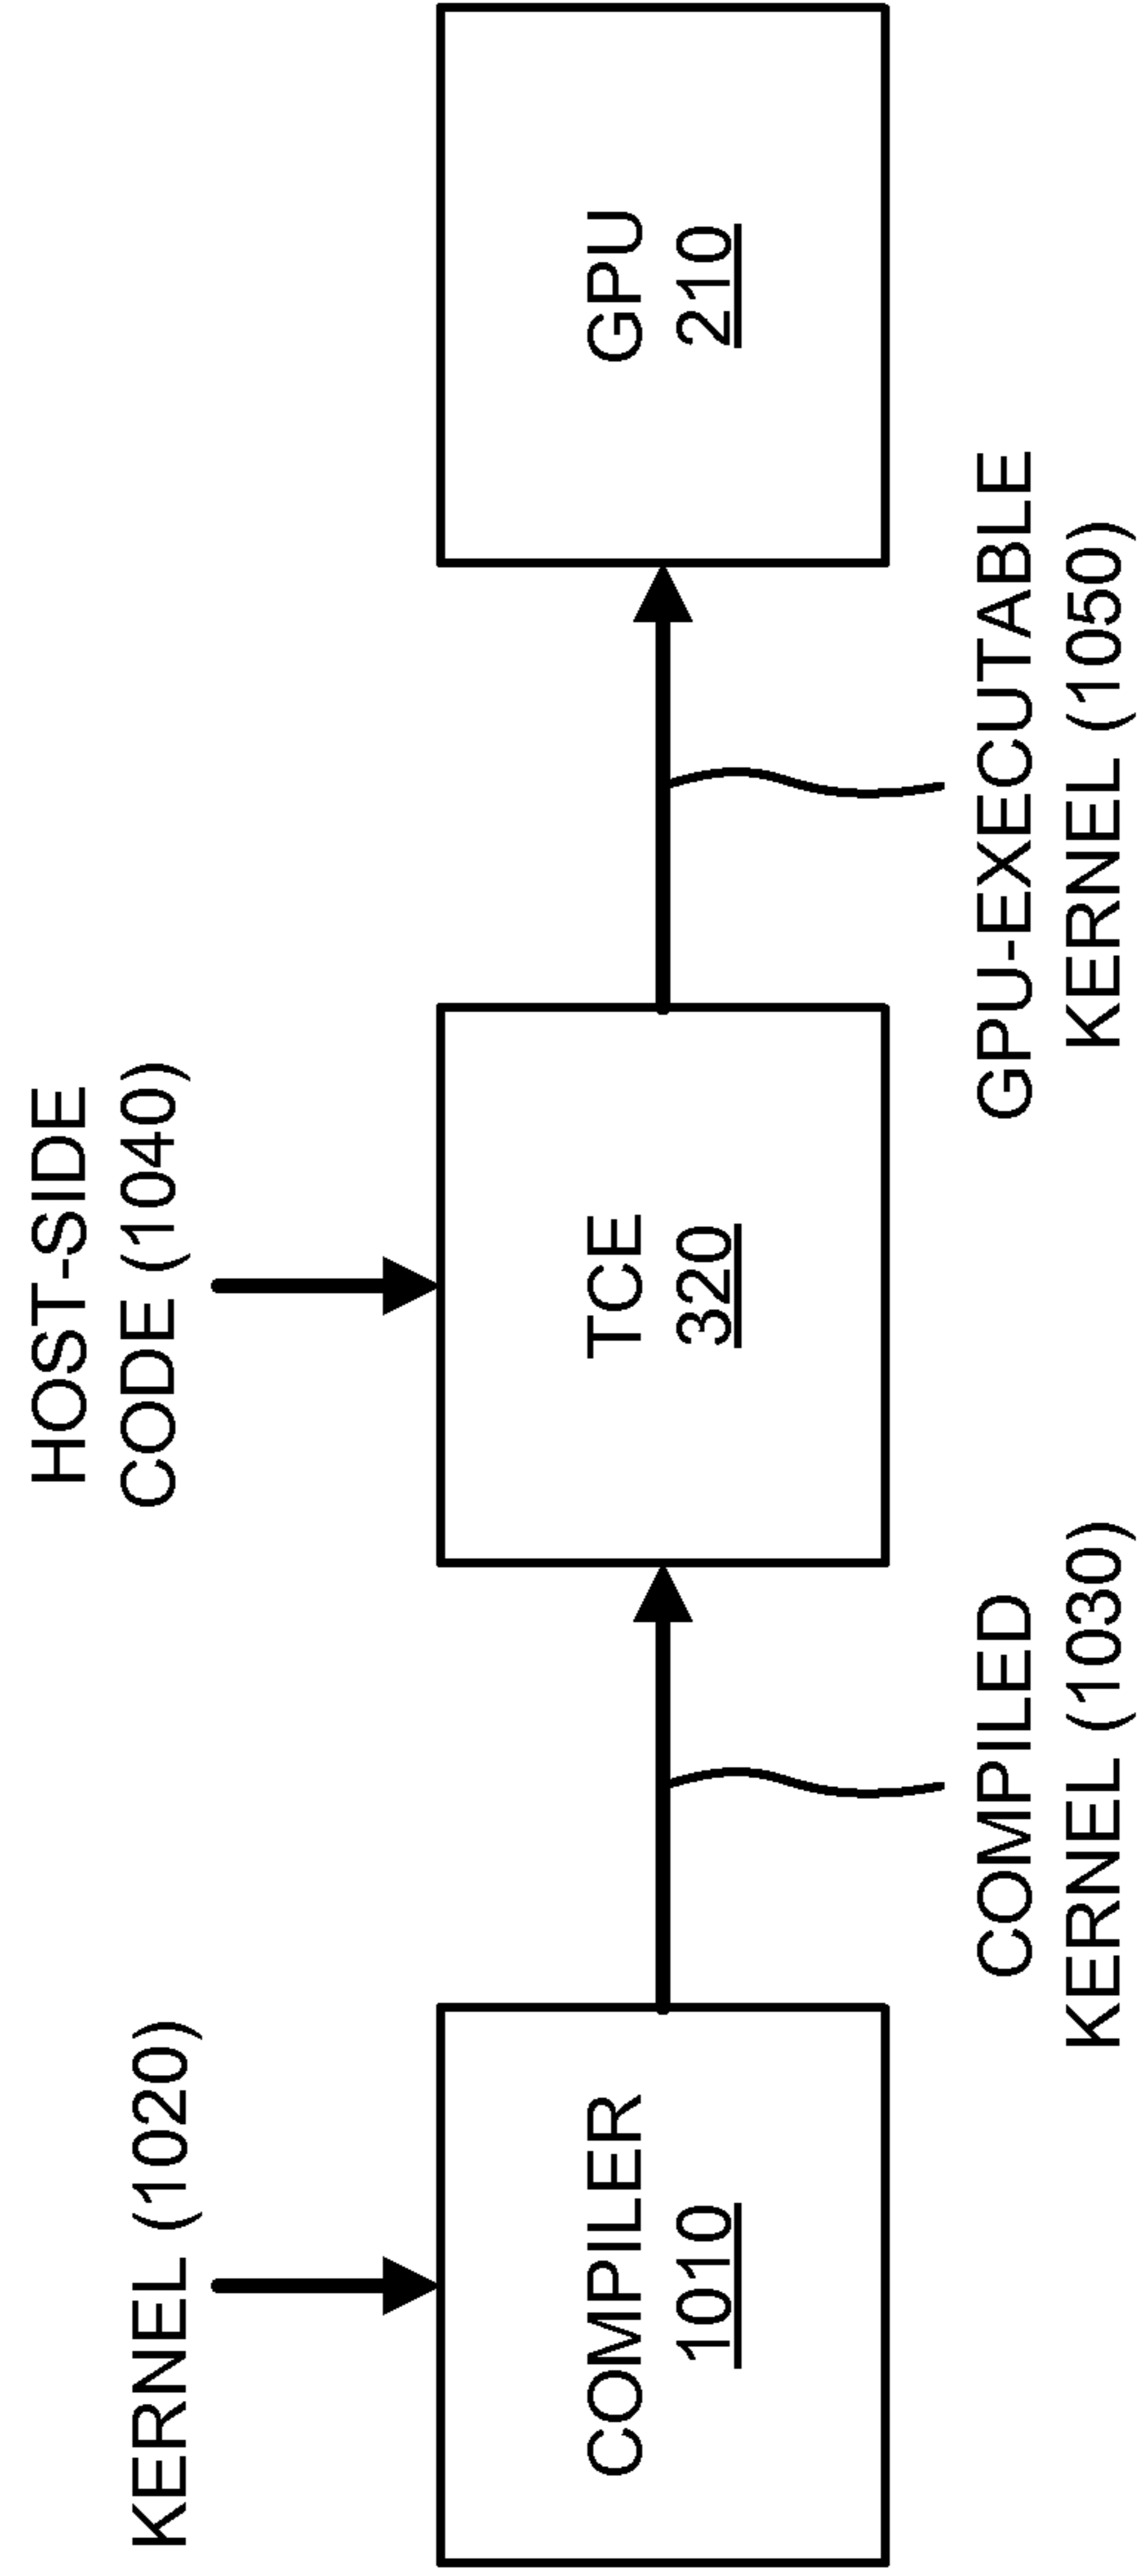 KERNEL (1020)
HOST-SIDE
CODE (1040)
COMPILER
1010
TCE
320
GPU
210
COMPILED
KERNEL (1030)
GPU-EXECUTABLE
KERNEL (1050)